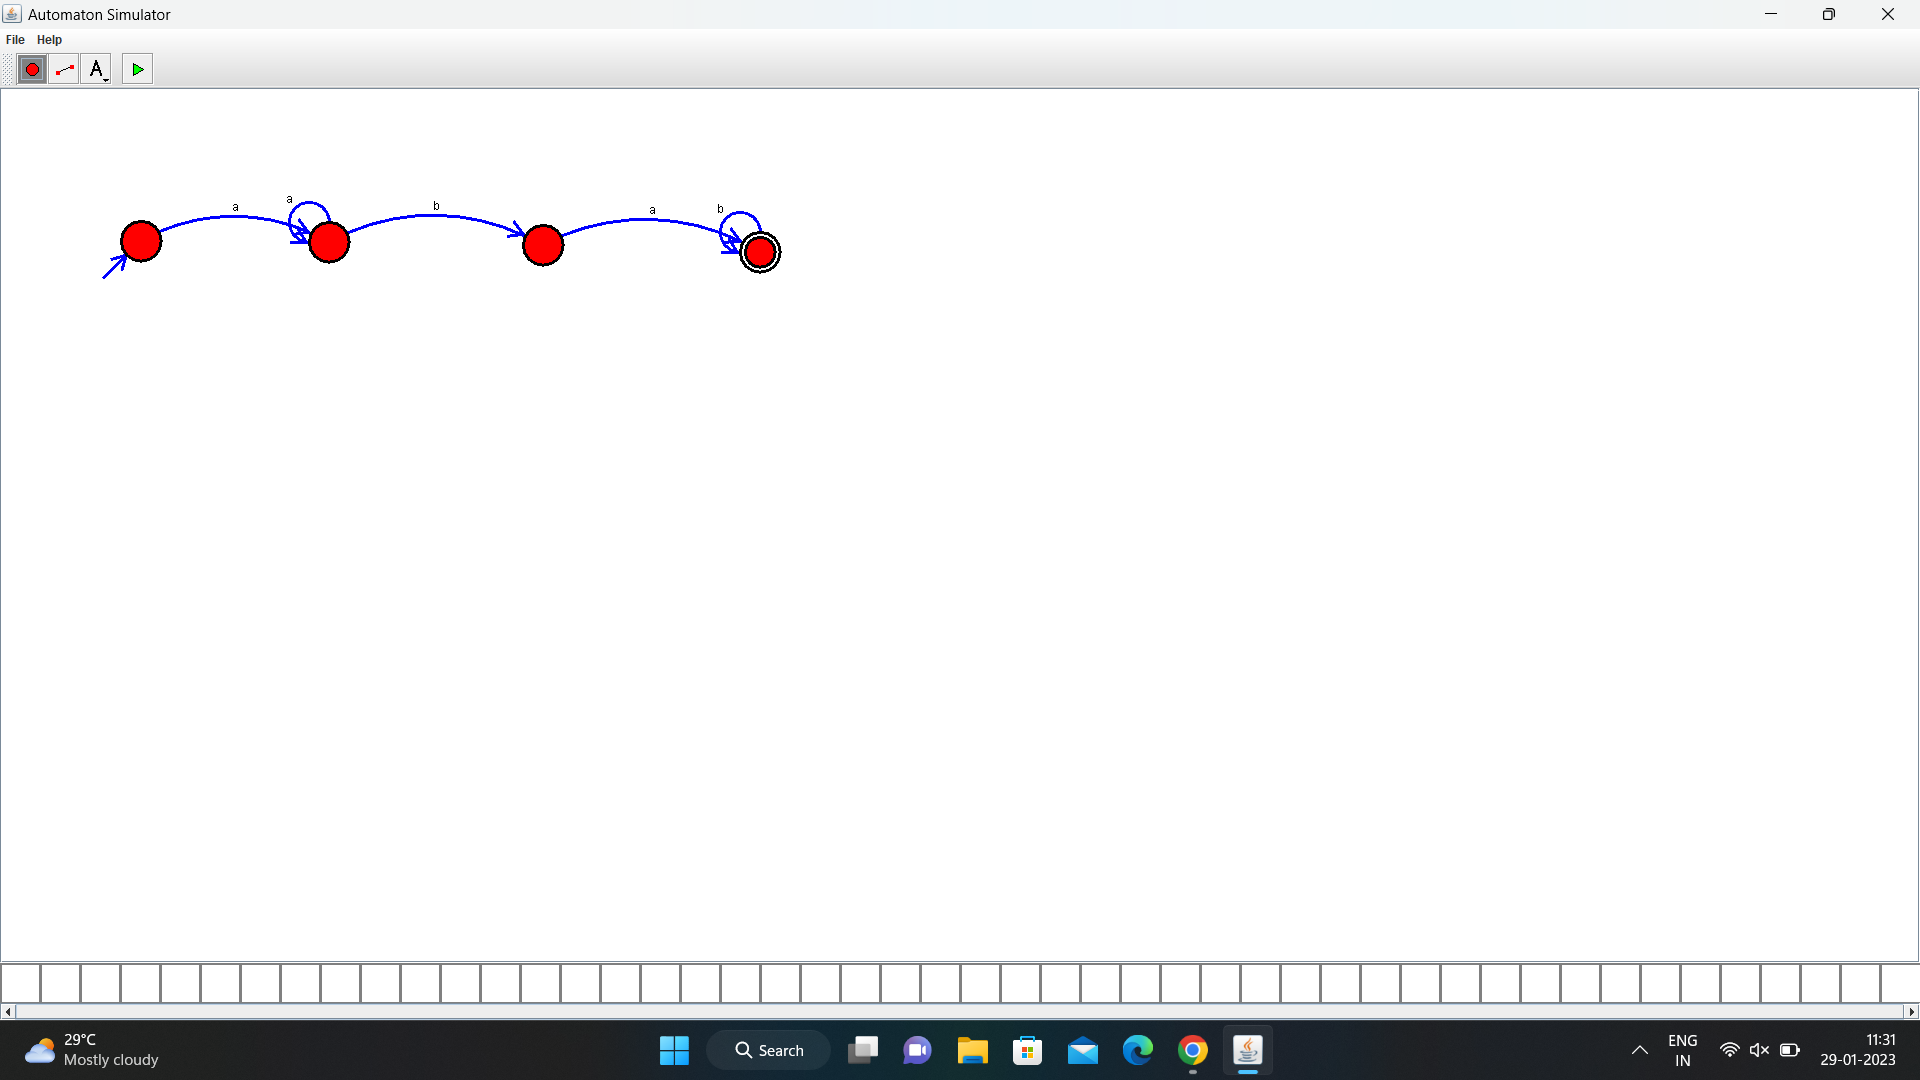 Automaton Simulator
File Help
A
a a b a b
29°C
Mostly cloudy
Search
ENG
IN
11:31
29-01-2023